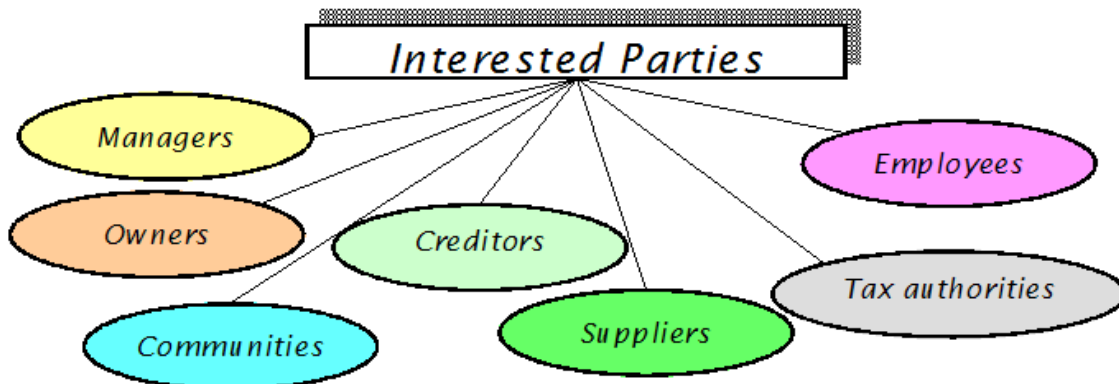 Interested Parties
Managers
Employees
Owners
Creditors
Tax authorities
Communities
Suppliers